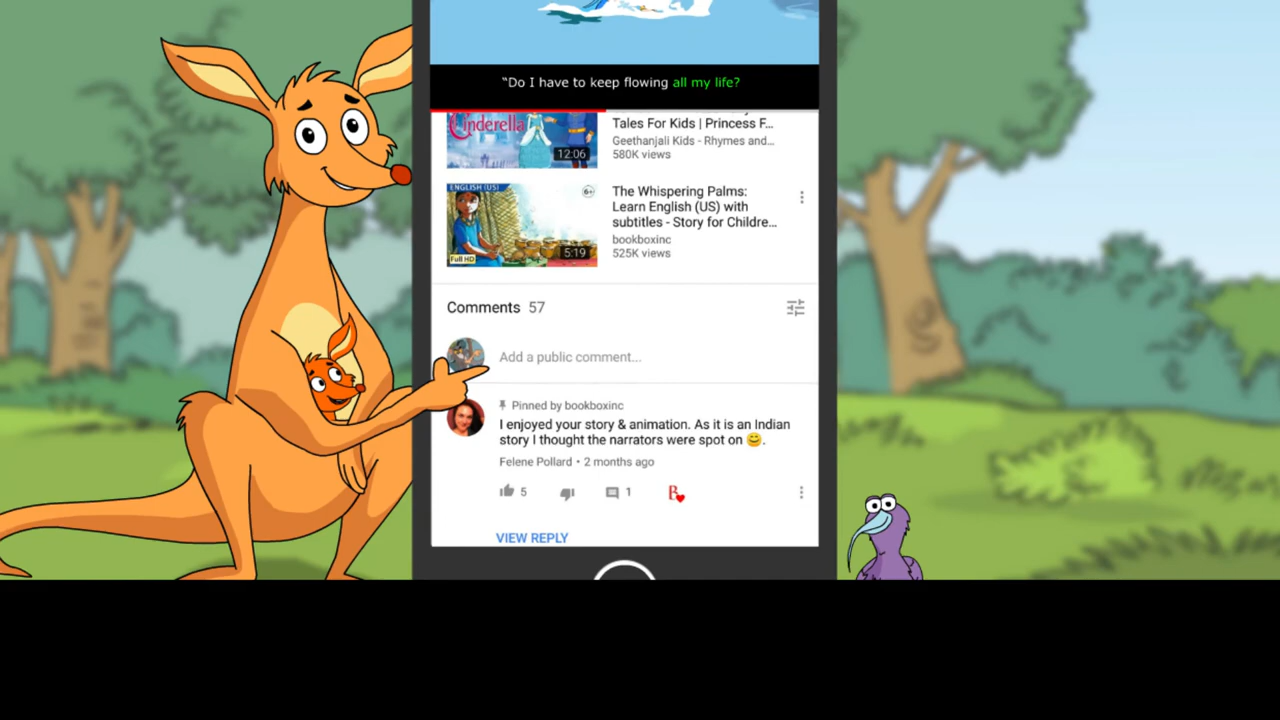 “Do I have to keep flowing all my life?
Cinderella
12:06
Tales For Kids | Princess F...
Geethanjali Kids - Rhymes and...
580K views
ENGLISH (US)
6+
Full HD
5:19
The Whispering Palms:
Learn English (US) with
subtitles - Story for Childre...
bookboxinc
525K views
Comments 57
Add a public comment...
Pinned by bookboxinc
I enjoyed your story & animation. As it is an Indian
story I thought the narrators were spot on 😄.
Felene Pollard • 2 months ago
5
1
VIEW REPLY